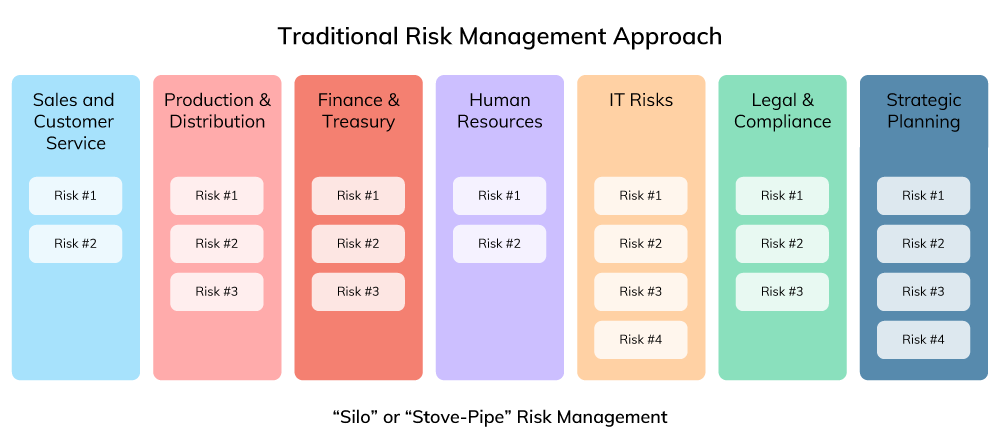 Traditional Risk Management Approach
Sales and
Customer
Service
Risk #1
Risk #2
Production &
Distribution
Risk #1
Risk #2
Risk #3
Finance &
Treasury
Risk #1
Risk #2
Risk #3
Human
Resources
Risk #1
Risk #2
IT Risks
Risk #1
Risk #2
Risk #3
Risk #4
Legal &
Compliance
Risk #1
Risk #2
Risk #3
Strategic
Planning
Risk #1
Risk #2
Risk #3
Risk #4
“Silo” or “Stove-Pipe” Risk Management